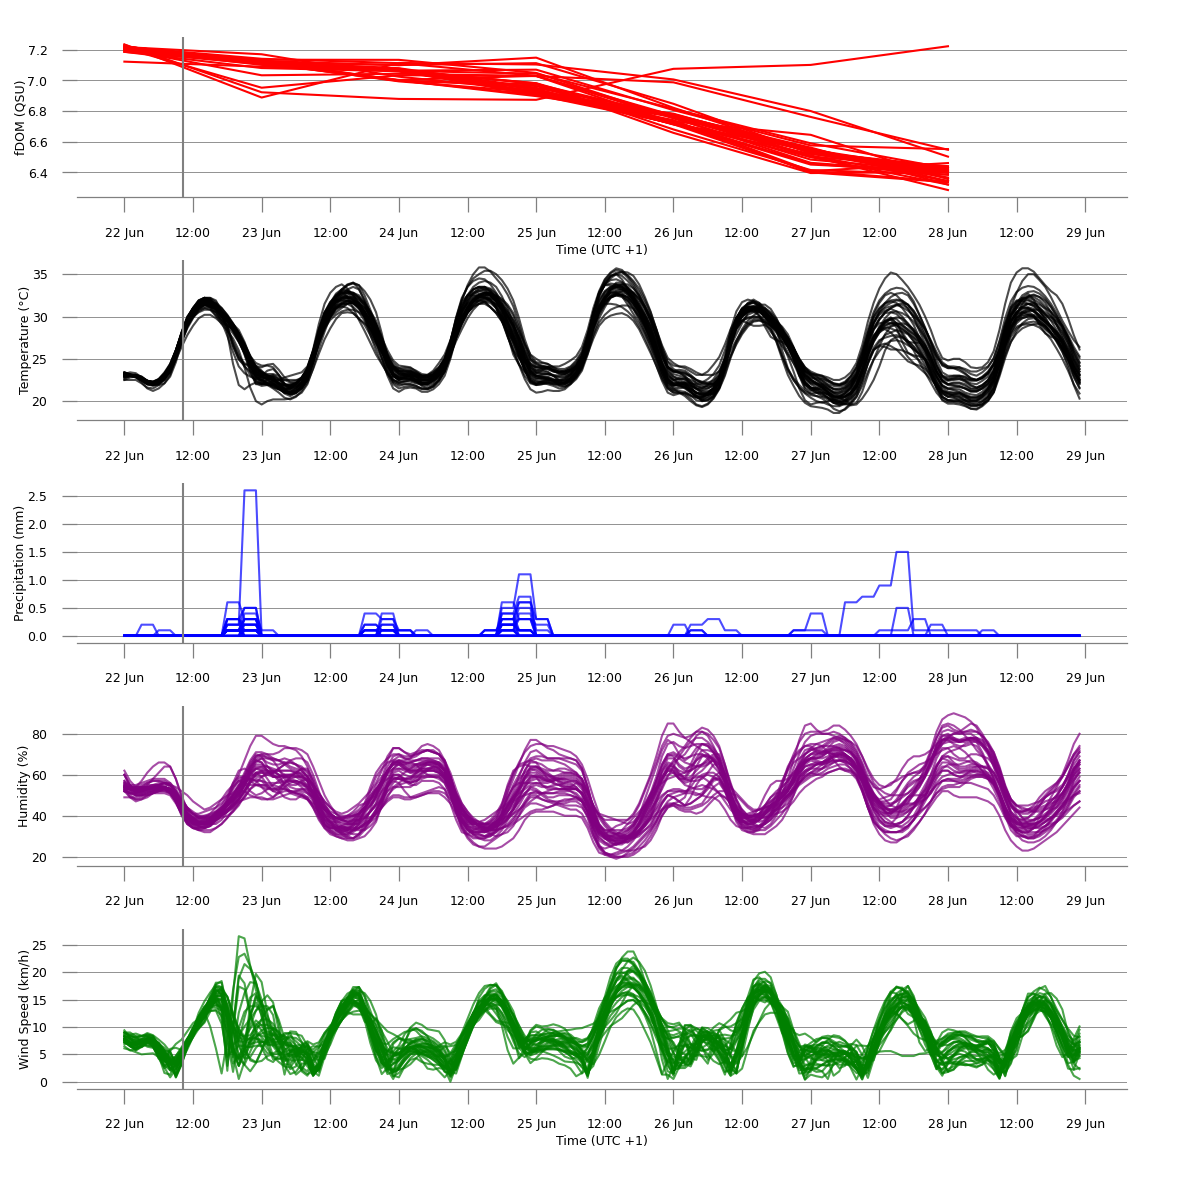 7.2
7.0
6.8
6.6
6.4
fDOM (QSU)
22 Jun 12:00 23 Jun 12:00 24 Jun 12:00 25 Jun 12:00 26 Jun 12:00 27 Jun 12:00 28 Jun 12:00 29 Jun
Time (UTC +1)
35
30
25
20
Temperature (°C)
22 Jun 12:00 23 Jun 12:00 24 Jun 12:00 25 Jun 12:00 26 Jun 12:00 27 Jun 12:00 28 Jun 12:00 29 Jun
2.5
2.0
1.5
1.0
0.5
0.0
Precipitation (mm)
22 Jun 12:00 23 Jun 12:00 24 Jun 12:00 25 Jun 12:00 26 Jun 12:00 27 Jun 12:00 28 Jun 12:00 29 Jun
80
60
40
20
Humidity (%)
22 Jun 12:00 23 Jun 12:00 24 Jun 12:00 25 Jun 12:00 26 Jun 12:00 27 Jun 12:00 28 Jun 12:00 29 Jun
25
20
15
10
5
0
Wind Speed (km/h)
22 Jun 12:00 23 Jun 12:00 24 Jun 12:00 25 Jun 12:00 26 Jun 12:00 27 Jun 12:00 28 Jun 12:00 29 Jun
Time (UTC +1)